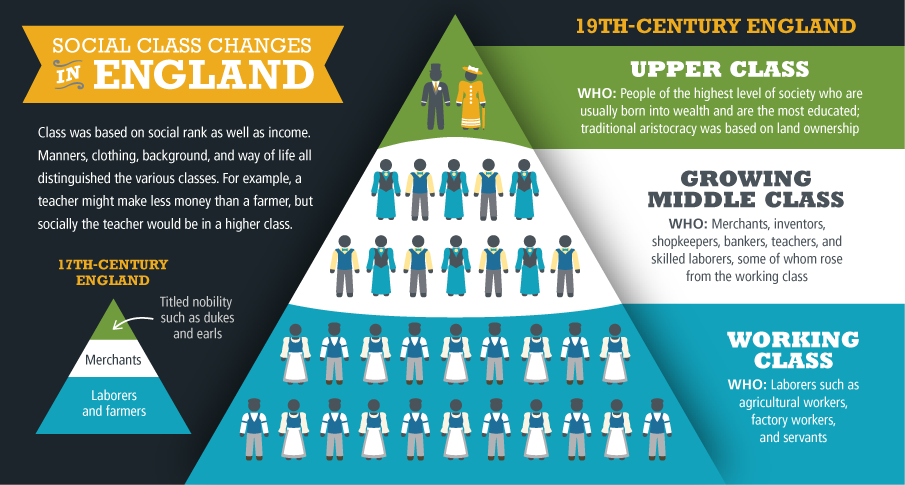 SOCIAL CLASS CHANGES
IN ENGLAND
Class was based on social rank as well as income.
Manners, clothing, background, and way of life all
distinguished the various classes. For example, a
teacher might make less money than a farmer, but
socially the teacher would be in a higher class.
17TH-CENTURY
ENGLAND
Titled nobility
such as dukes
and earls
Merchants
Laborers
and farmers
19TH-CENTURY ENGLAND
UPPER CLASS
WHO: People of the highest level of society who are
usually born into wealth and are the most educated;
traditional aristocracy was based on land ownership
GROWING
MIDDLE CLASS
WHO: Merchants, inventors,
shopkeepers, bankers, teachers, and
skilled laborers, some of whom rose
from the working class
WORKING
CLASS
WHO: Laborers such as
agricultural workers,
factory workers,
and servants